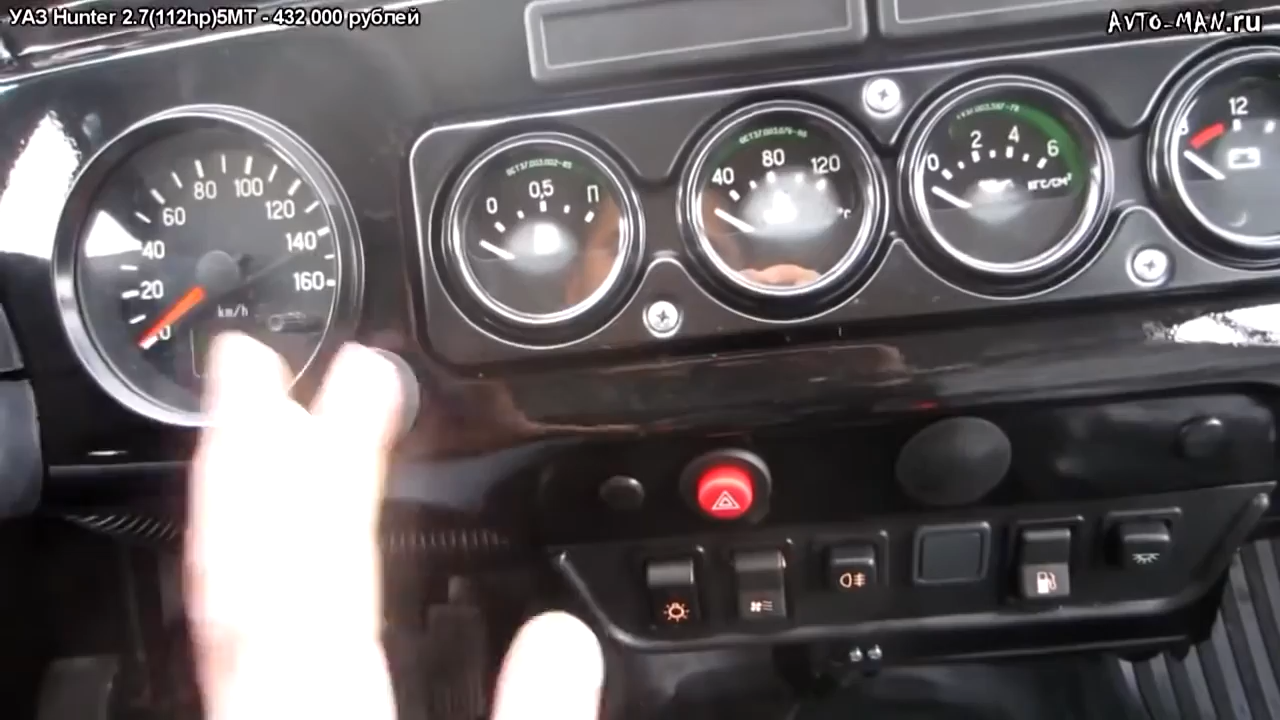 УАЗ Hunter 2.7(112hp)5MT - 432 000 рублей
AVTO-MAN.ru
0 20 40 60 80 100 120 140 160
km/h
0 0,5 П
40 80 120
°C
0 2 4 6
кгс/см²
8 12